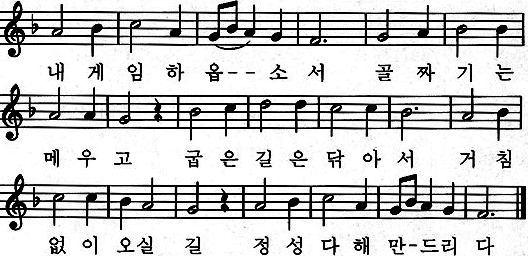 내 게 임 하 옵 - - 소 서 골 짜 기 는
메 우 고 굽 은 길 은 닦 아 서 거 침
없 이 오 실 길 정 성 다 해 만 - 드 리 다